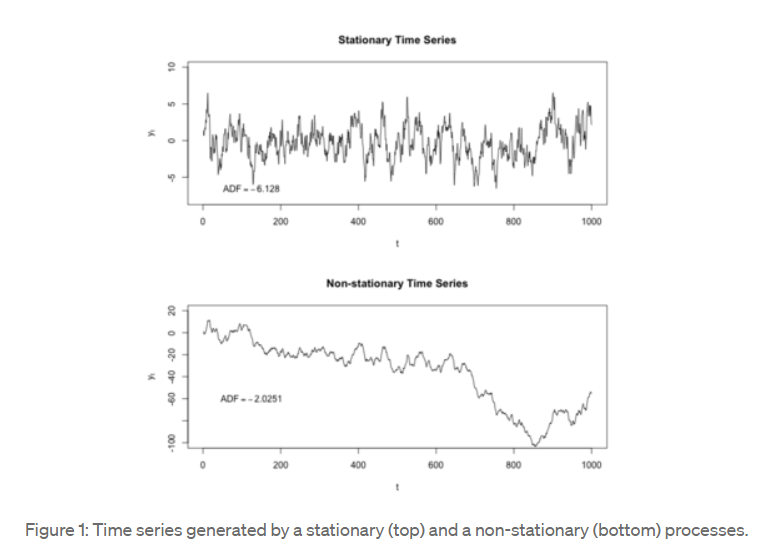 Stationary Time Series
10
5
0
-5
yₜ
ADF = −6.128
0 200 400 600 800 1000
t
Non-stationary Time Series
20
0
-20
-40
-60
-100
yₜ
ADF = −2.0251
0 200 400 600 800 1000
t
Figure 1: Time series generated by a stationary (top) and a non-stationary (bottom) processes.